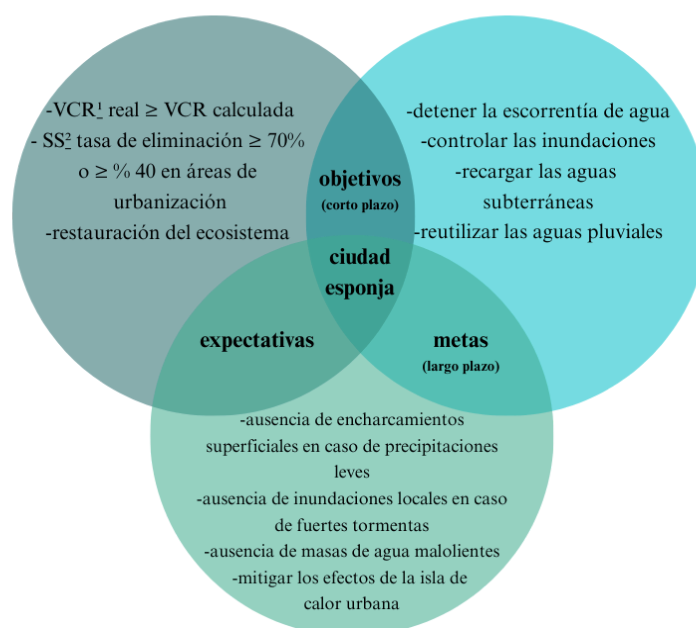 -VCR¹ real ≥ VCR calculada
- SS² tasa de eliminación ≥ 70%
o ≥ % 40 en áreas de
urbanización
-restauración del ecosistema
-detener la escorrentía de agua
-controlar las inundaciones
-recargar las aguas
subterráneas
-reutilizar las aguas pluviales
objetivos
(corto plazo)
ciudad
esponja
expectativas
metas
(largo plazo)
-ausencia de encharcamientos
superficiales en caso de precipitaciones
leves
-ausencia de inundaciones locales en caso
de fuertes tormentas
-ausencia de masas de agua malolientes
-mitigar los efectos de la isla de
calor urbana